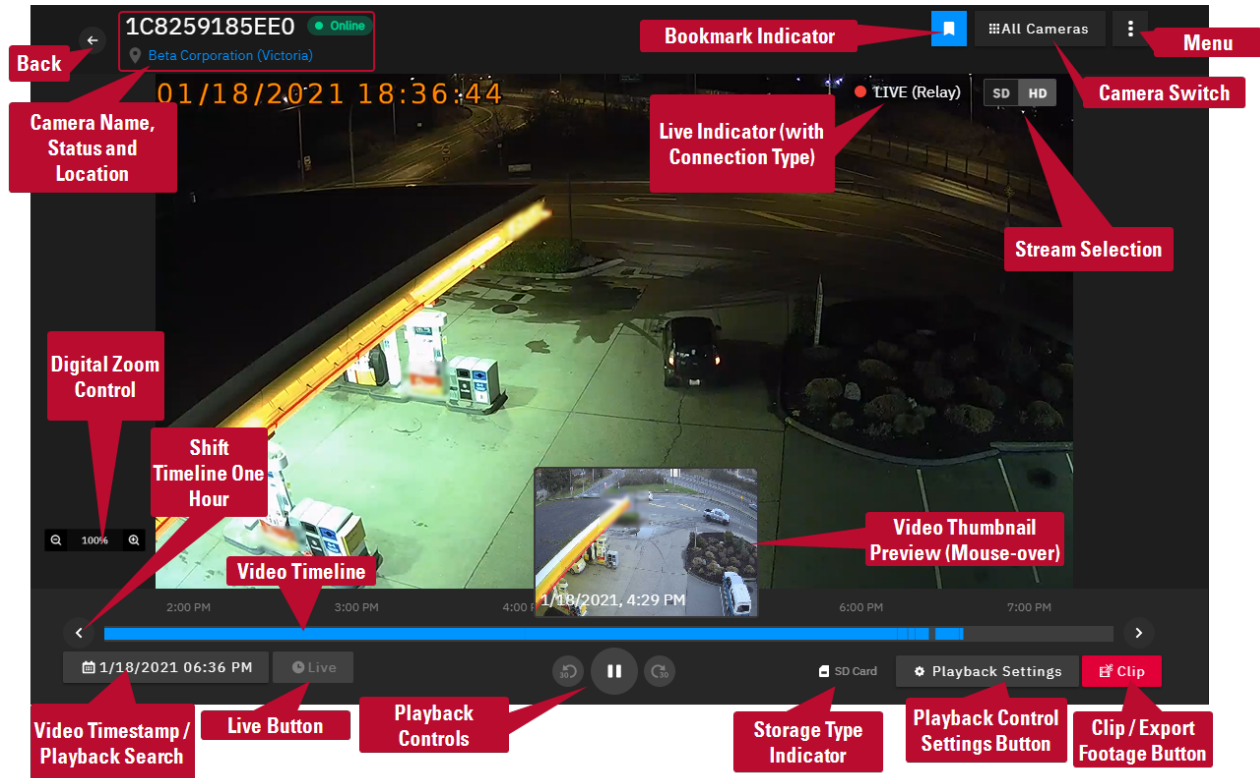 1C8259185EE0
Online
Bookmark Indicator
All Cameras
Menu
Back
Beta Corporation (Victoria)
Camera Switch
01/18/2021 18:36:44
LIVE (Relay)
SD HD
Camera Name,
Status and
Location
Live Indicator (with
Connection Type)
Stream Selection
Digital Zoom
Control
Shift
Timeline One
Hour
100%
Video Thumbnail
Preview (Mouse-over)
Video Timeline
1/18/2021, 4:29 PM
2:00 PM
3:00 PM
4:00
6:00 PM
7:00 PM
1/18/2021 06:36 PM
Live
30
30
SD Card
Playback Settings
Clip
Video Timestamp /
Playback Search
Live Button
Playback
Controls
Storage Type
Indicator
Playback Control
Settings Button
Clip / Export
Footage Button